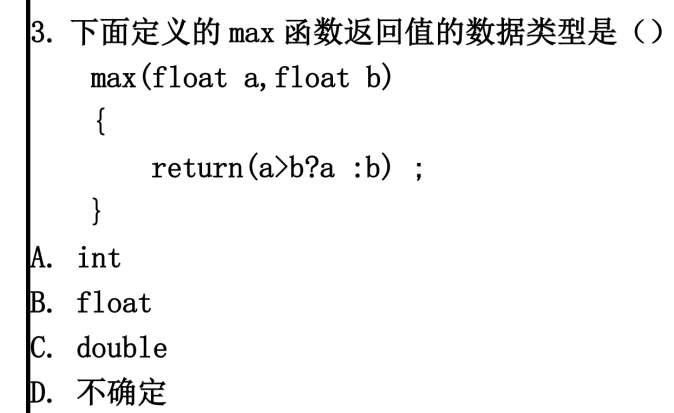 3. 下面定义的 max 函数返回值的数据类型是（）
max(float a,float b)
{
return(a>b?a :b) ;
}
A. int
B. float
C. double
D. 不确定